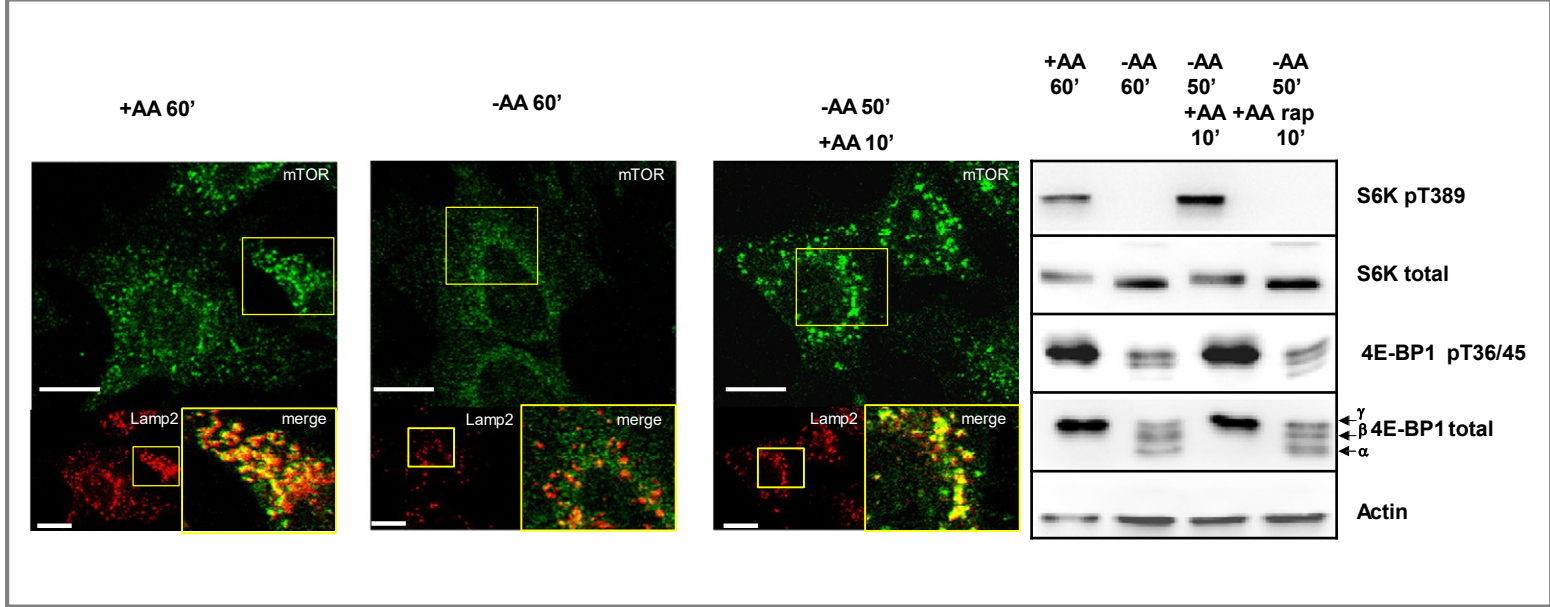 +AA 60’
-AA 60’
-AA 50’
+AA 10’
mTOR
mTOR
mTOR
Lamp2
merge
Lamp2
merge
Lamp2
merge
+AA -AA -AA -AA
60’ 60’ 50’ 50’
+AA +AA rap
10’ 10’
S6K pT389
S6K total
4E-BP1 pT36/45
γ
β 4E-BP1 total
α
Actin